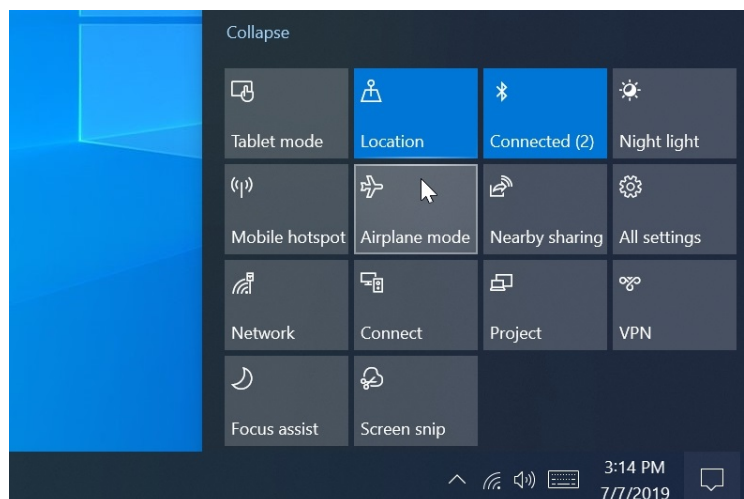 Collapse
Tablet mode
Location
Connected (2)
Night light
Mobile hotspot
Airplane mode
Nearby sharing
All settings
Network
Connect
Project
VPN
Focus assist
Screen snip
3:14 PM
7/7/2019